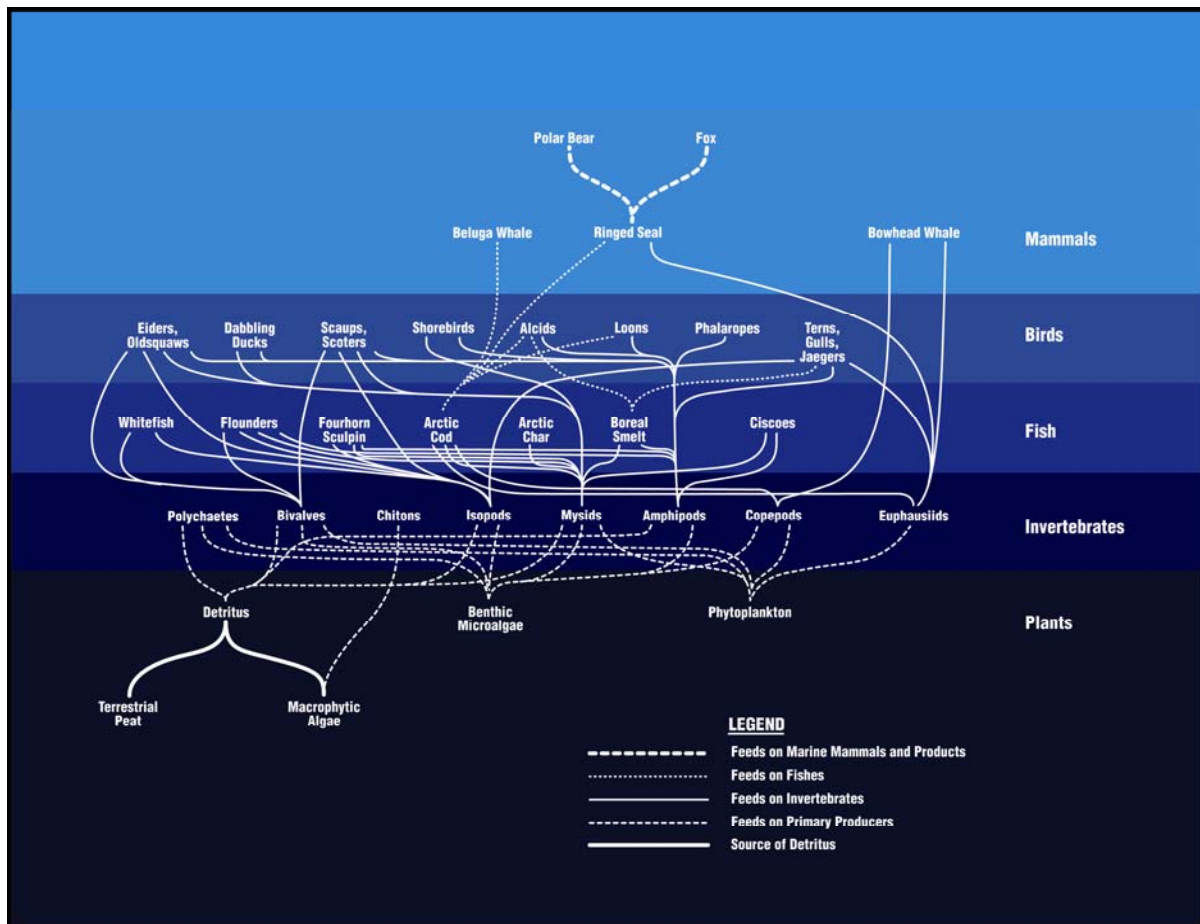 Polar Bear
Fox
Beluga Whale
Ringed Seal
Bowhead Whale
Mammals
Eiders,
Oldsquaws
Dabbling
Ducks
Scaups,
Scoters
Shorebirds
Alcids
Loons
Phalaropes
Terns,
Gulls,
Jaegers
Birds
Whitefish
Flounders
Fourhorn
Sculpin
Arctic
Cod
Arctic
Char
Boreal
Smelt
Ciscoes
Fish
Polychaetes
Bivalves
Chitons
Isopods
Mysids
Amphipods
Copepods
Euphausiids
Invertebrates
Detritus
Benthic
Microalgae
Phytoplankton
Plants
Terrestrial
Peat
Macrophytic
Algae
LEGEND
Feeds on Marine Mammals and Products
Feeds on Fishes
Feeds on Invertebrates
Feeds on Primary Producers
Source of Detritus